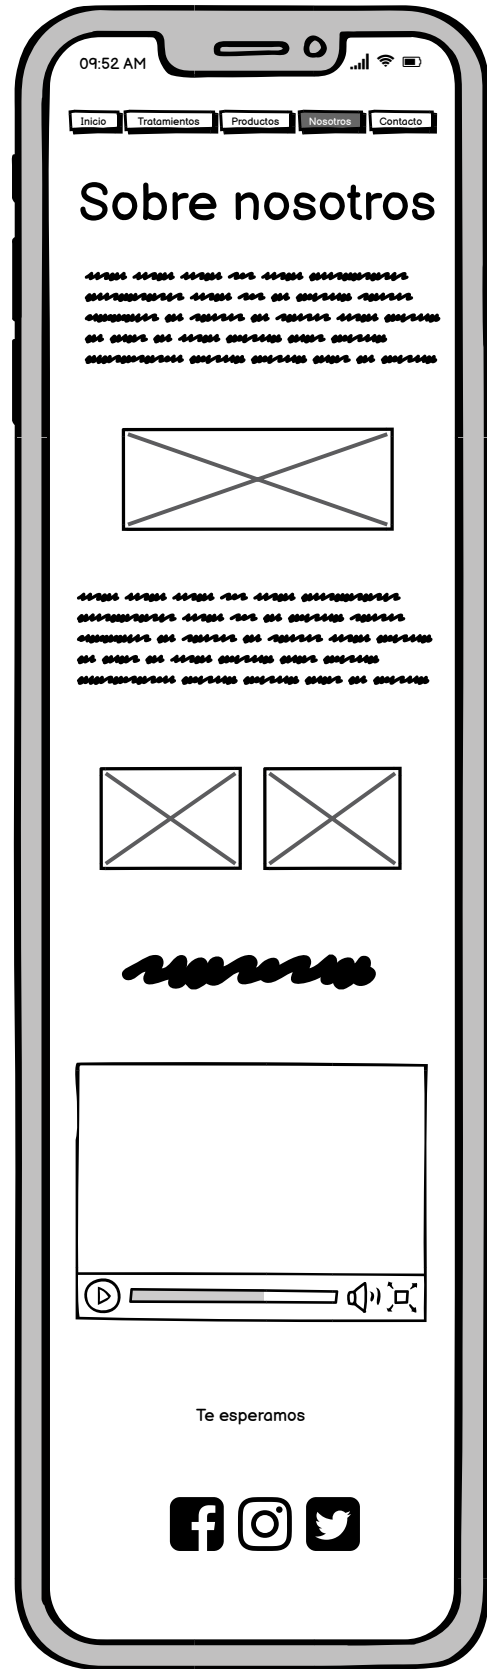 09:52 AM
Inicio Tratamientos Productos Nosotros Contacto
Sobre nosotros
Te esperamos